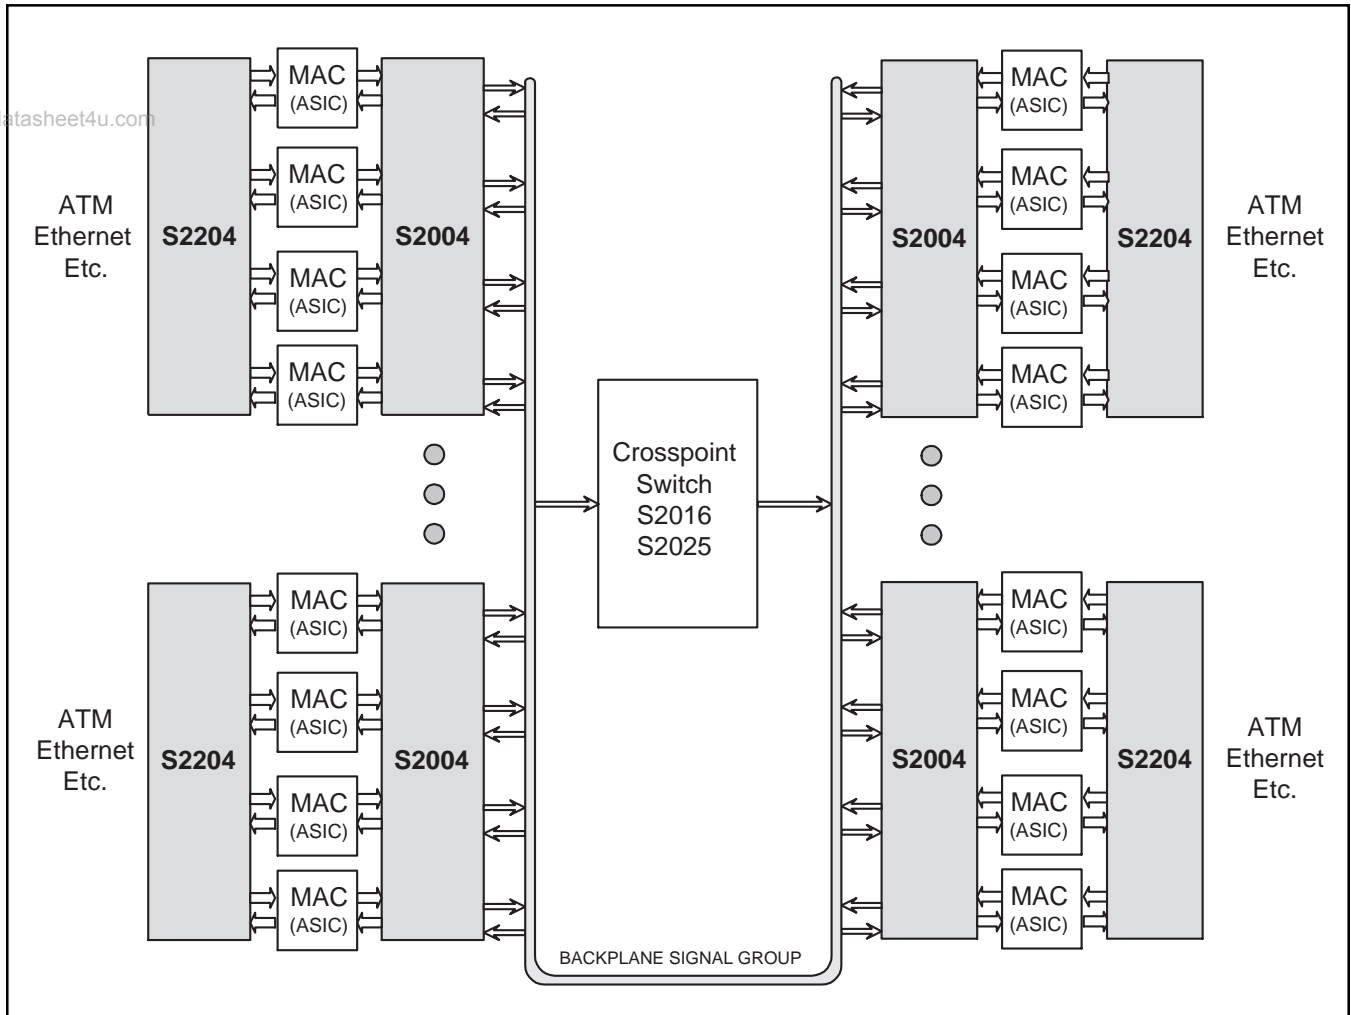 MAC
(ASIC)
MAC
(ASIC)
atasheet4u.com
MAC
(ASIC)
MAC
(ASIC)
ATM
Ethernet
Etc.
S2204
S2004
S2004
S2204
ATM
Ethernet
Etc.
MAC
(ASIC)
MAC
(ASIC)
MAC
(ASIC)
MAC
(ASIC)
Crosspoint
Switch
S2016
S2025
MAC
(ASIC)
MAC
(ASIC)
MAC
(ASIC)
MAC
(ASIC)
ATM
Ethernet
Etc.
S2204
S2004
S2004
S2204
ATM
Ethernet
Etc.
MAC
(ASIC)
MAC
(ASIC)
MAC
(ASIC)
MAC
(ASIC)
BACKPLANE SIGNAL GROUP